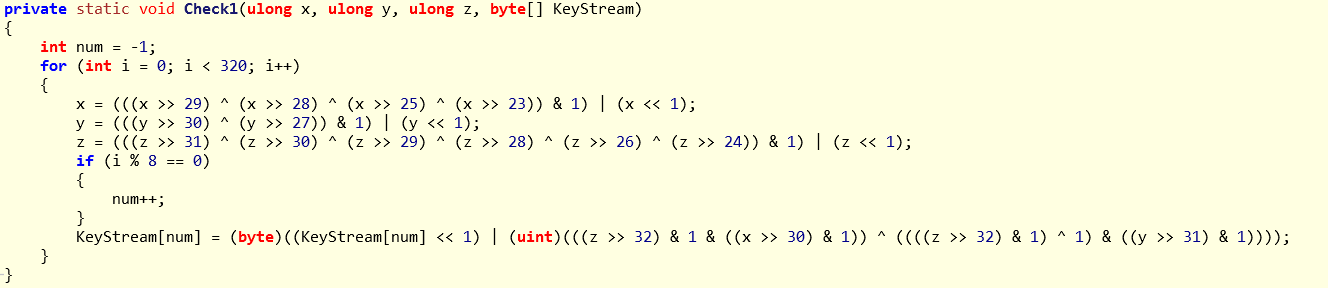 private static void Check1(ulong x, ulong y, ulong z, byte[] KeyStream)
{
    int num = -1;
    for (int i = 0; i < 320; i++)
    {
        x = (((x >> 29) ^ (x >> 28) ^ (x >> 25) ^ (x >> 23)) & 1) | (x << 1);
        y = (((y >> 30) ^ (y >> 27)) & 1) | (y << 1);
        z = (((z >> 31) ^ (z >> 30) ^ (z >> 29) ^ (z >> 28) ^ (z >> 26) ^ (z >> 24)) & 1) | (z << 1);
        if (i % 8 == 0)
        {
            num++;
        }
        KeyStream[num] = (byte)((KeyStream[num] << 1) | (uint)(((z >> 32) & 1 & ((x >> 30) & 1)) ^ ((((z >> 32) & 1) ^ 1) & ((y >> 31) & 1))));
    }
}